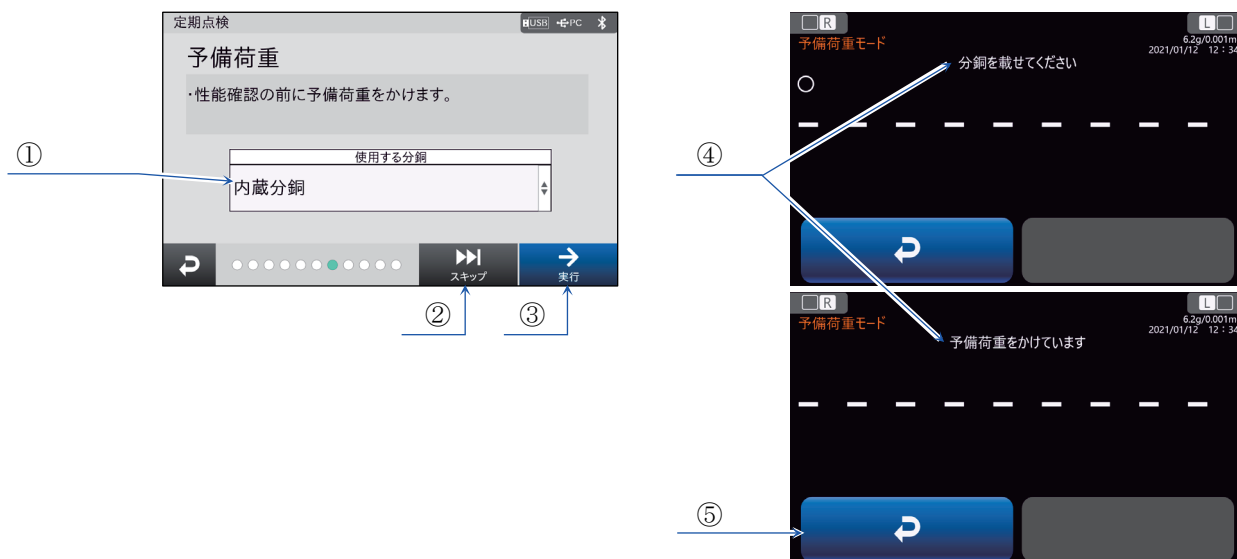 定期点検
USB PC
予備荷重
・性能確認の前に予備荷重をかけます。
使用する分銅
内蔵分銅
スキップ
実行
①
②
③
R
L
予備荷重モード
6.2g/0.001m
2021/01/12 12:34
分銅を載せてください
④
R
L
予備荷重モード
6.2g/0.001m
2021/01/12 12:34
予備荷重をかけています
⑤